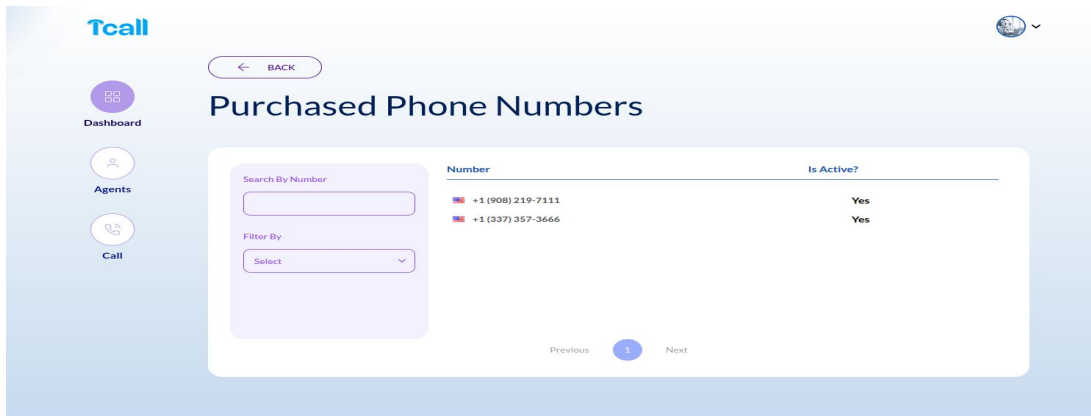 Tcall
BACK
Dashboard
Purchased Phone Numbers
Agents
Call
Search By Number
Filter By
Select
Number Is Active?
+1 (908) 219-7111 Yes
+1 (337) 357-3666 Yes
Previous 1 Next